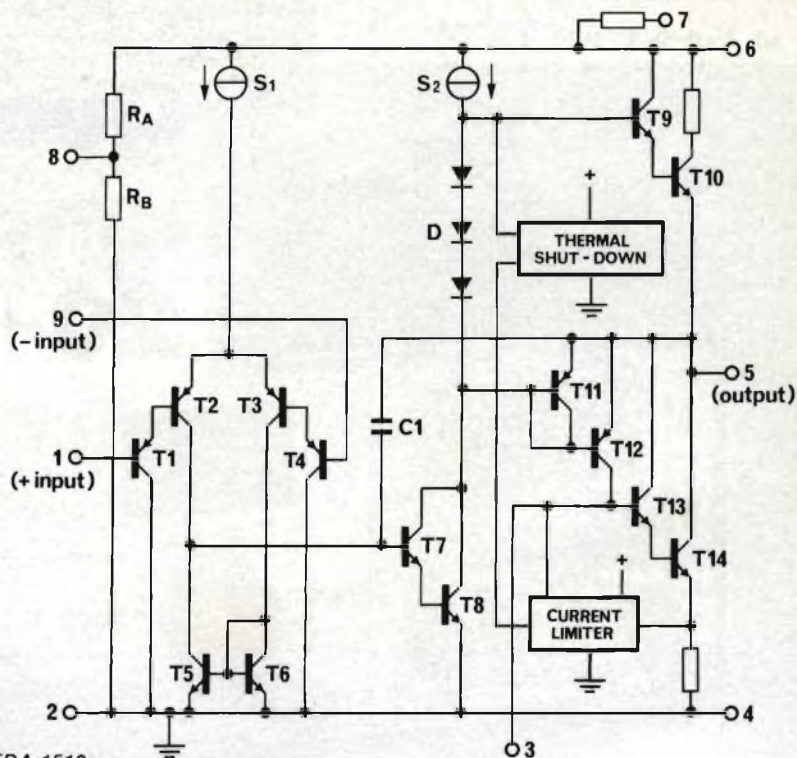 7
6
S1
S2
RA
T9
8
T10
RB
+
D
THERMAL
SHUT-DOWN
9
(-input)
T11
5
(output)
T2
T3
C1
T12
1
(+input)
T1
T4
T13
T7
T14
+
T8
CURRENT
LIMITER
T5
T6
2
4
3